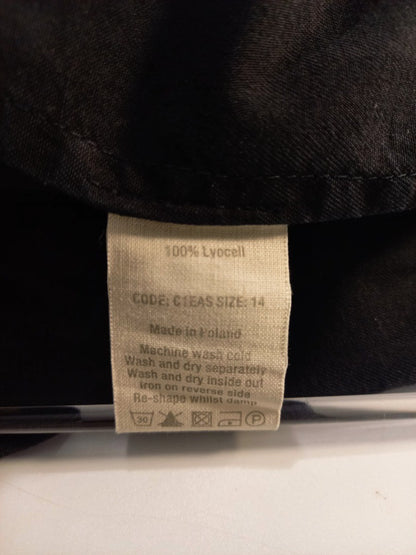 100% Lyocell
CODE: C1EAS SIZE: 14
Made in Poland
Machine wash cold
Wash and dry separately
Wash and dry inside out
Iron on reverse side
Re-shape whilst damp
30 P